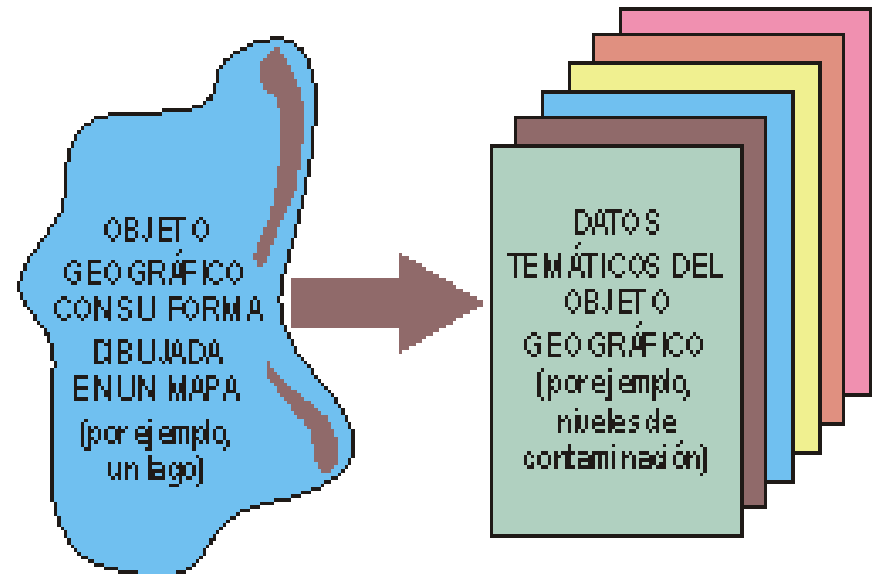 OBJETO
GEOGRÁFICO
CON SU FORMA
DIBUJADA
EN UN MAPA
(por ejemplo,
un lago)
DATOS
TEMÁTICOS DEL
OBJETO
GEOGRÁFICO
(por ejemplo,
niveles de
contaminación)